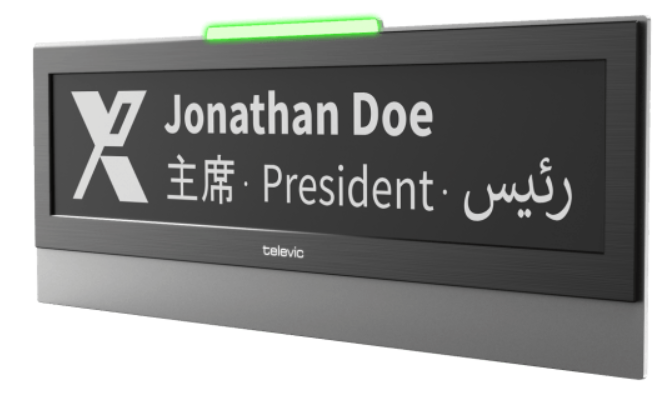 Jonathan Doe
主席 · President · رئيس
televic